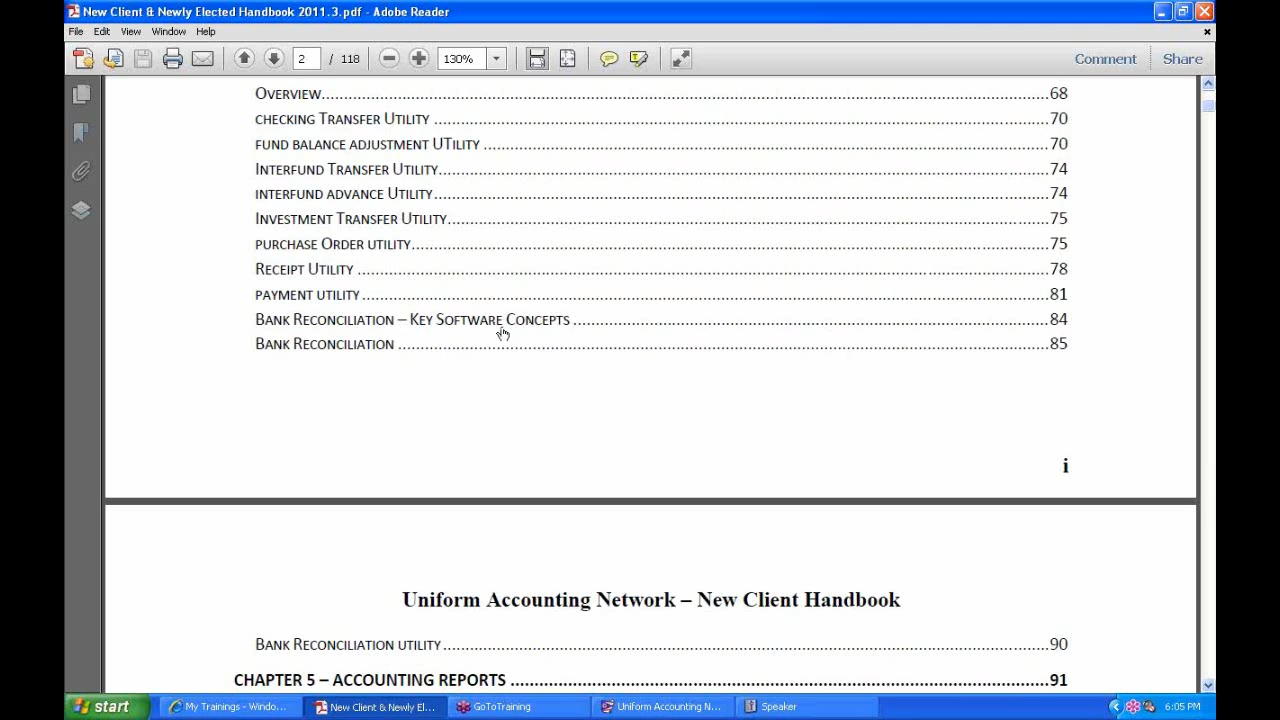 New Client & Newly Elected Handbook 2011.3.pdf - Adobe Reader
File Edit View Window Help
2 / 118 130% Comment Share
OVERVIEW....................................................................................................68
CHECKING TRANSFER UTILITY ....................................................................................................70
FUND BALANCE ADJUSTMENT UTILITY ....................................................................................................70
INTERFUND TRANSFER UTILITY....................................................................................................74
INTERFUND ADVANCE UTILITY....................................................................................................74
INVESTMENT TRANSFER UTILITY....................................................................................................75
PURCHASE ORDER UTILITY....................................................................................................75
RECEIPT UTILITY ....................................................................................................78
PAYMENT UTILITY ....................................................................................................81
BANK RECONCILIATION – KEY SOFTWARE CONCEPTS ....................................................................................................84
BANK RECONCILIATION ....................................................................................................85
i
Uniform Accounting Network – New Client Handbook
BANK RECONCILIATION UTILITY....................................................................................................90
CHAPTER 5 – ACCOUNTING REPORTS ....................................................................................................91
start My Trainings - Windo... New Client & Newly El... GoToTraining Uniform Accounting N... Speaker 6:05 PM